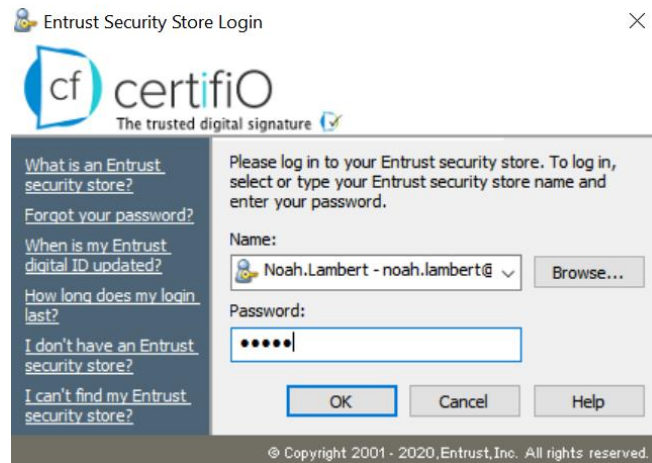 Entrust Security Store Login
cf
certifiO
The trusted digital signature
What is an Entrust
security store?
Forgot your password?
When is my Entrust
digital ID updated?
How long does my login
last?
I don't have an Entrust
security store?
I can't find my Entrust
security store?
Please log in to your Entrust security store. To log in,
select or type your Entrust security store name and
enter your password.
Name:
Noah.Lambert - noah.lambert@
Browse...
Password:
•••••
OK Cancel Help
© Copyright 2001 - 2020,Entrust,Inc. All rights reserved.